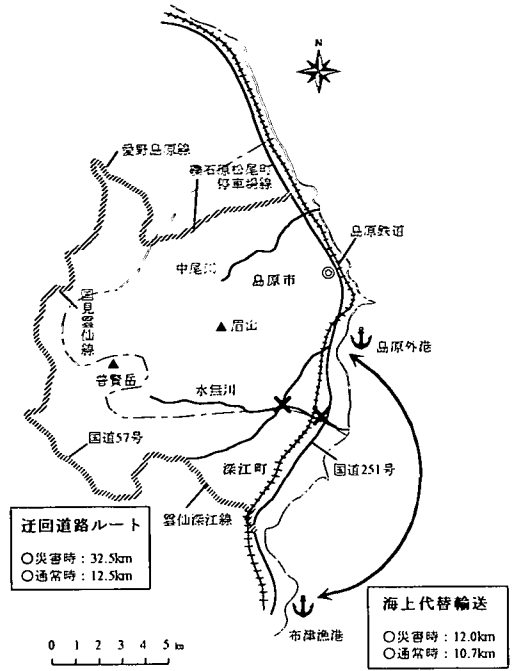 N
愛野島原線
礫石原松尾町
停車場線
島原鉄道
中尾川
島原市
国見雲仙線
眉山
島原外港
普賢岳
水無川
国道57号
深江町
国道251号
雲仙深江線
迂回道路ルート
○災害時：32.5km
○通常時：12.5km
海上代替輸送
○災害時：12.0km
○通常時：10.7km
布津漁港
0 1 2 3 4 5 km